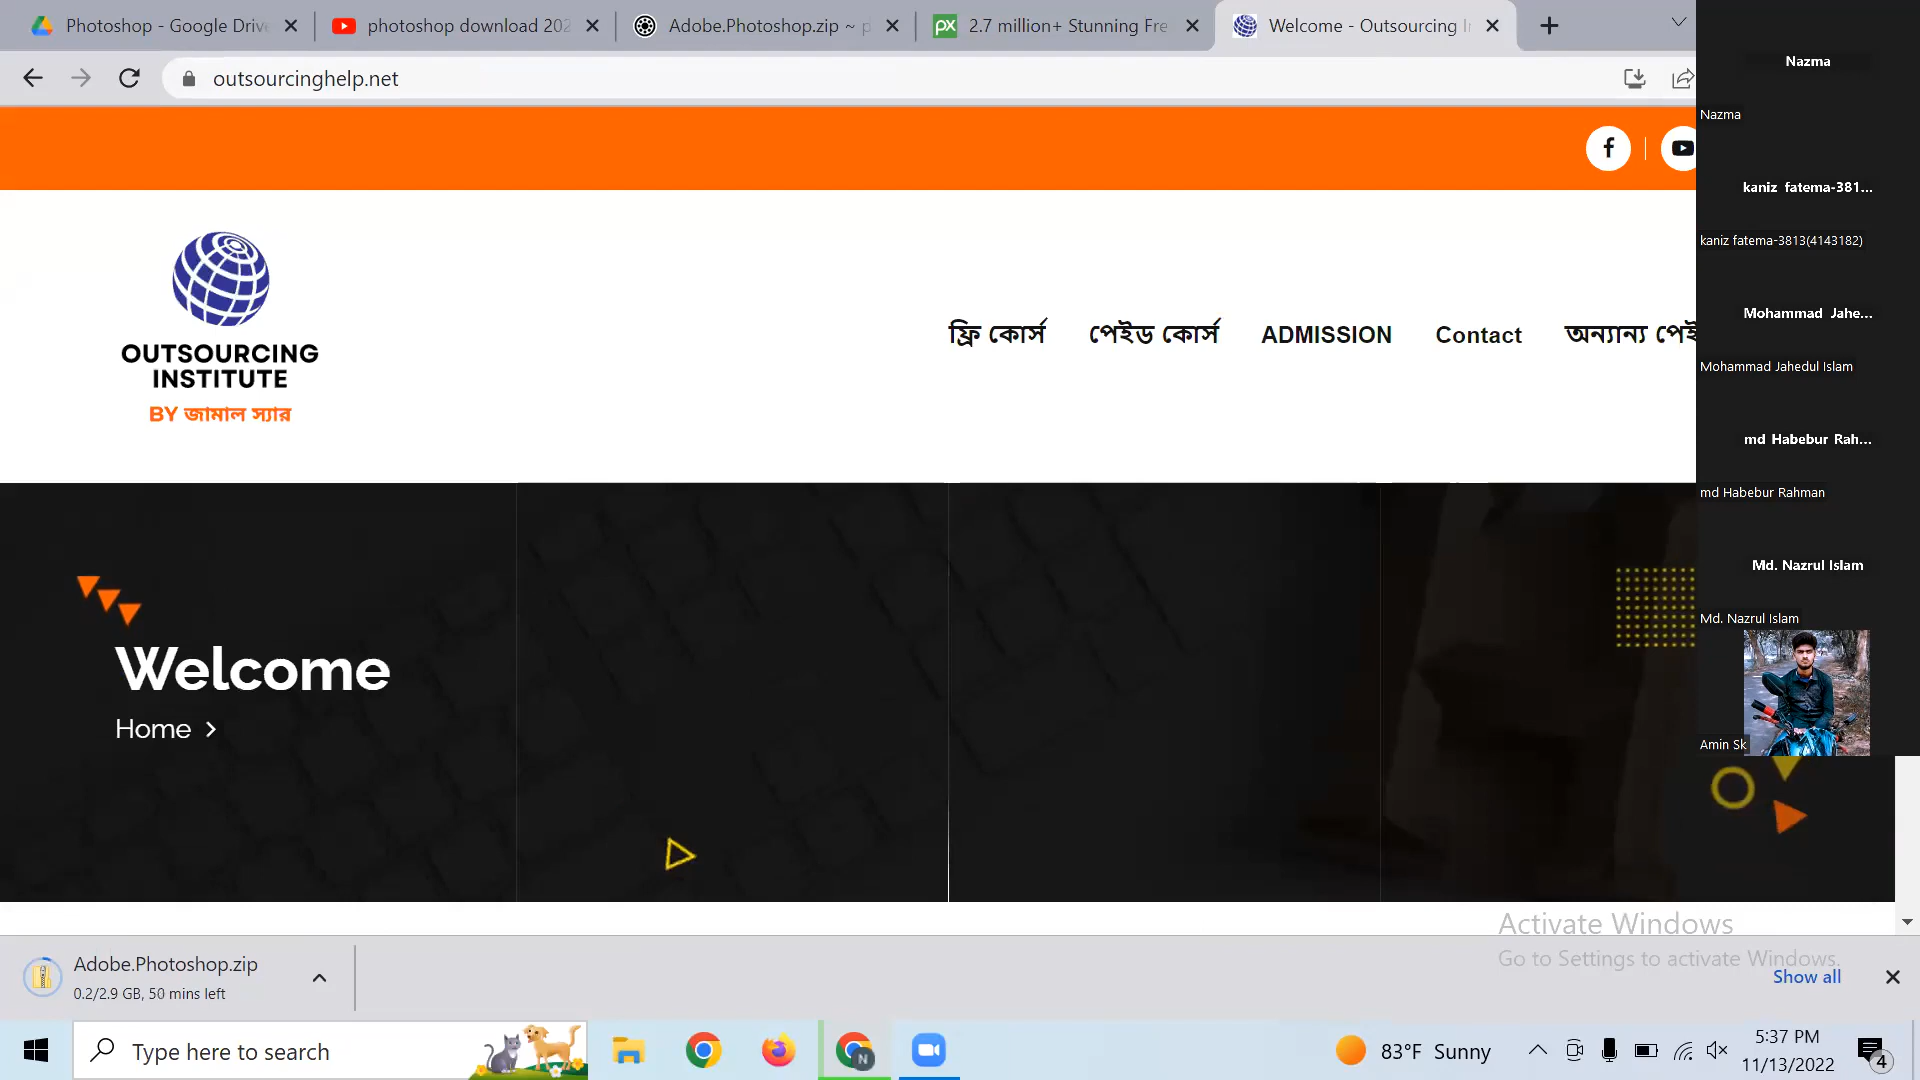 Photoshop - Google Drive
photoshop download 202
Adobe.Photoshop.zip ~ p
2.7 million+ Stunning Fre
Welcome - Outsourcing I
outsourcinghelp.net
OUTSOURCING
INSTITUTE
BY জামাল স্যার
ফ্রি কোর্স
পেইড কোর্স
ADMISSION
Contact
অন্যান্য পেই
Welcome
Home >
Nazma
Nazma
kaniz fatema-381...
kaniz fatema-3813(4143182)
Mohammad Jahe...
Mohammad Jahedul Islam
md Habebur Rah...
md Habebur Rahman
Md. Nazrul Islam
Md. Nazrul Islam
Amin Sk
Activate Windows
Go to Settings to activate Windows.
Adobe.Photoshop.zip
0.2/2.9 GB, 50 mins left
Show all
Type here to search
N
83°F Sunny
5:37 PM
11/13/2022
4